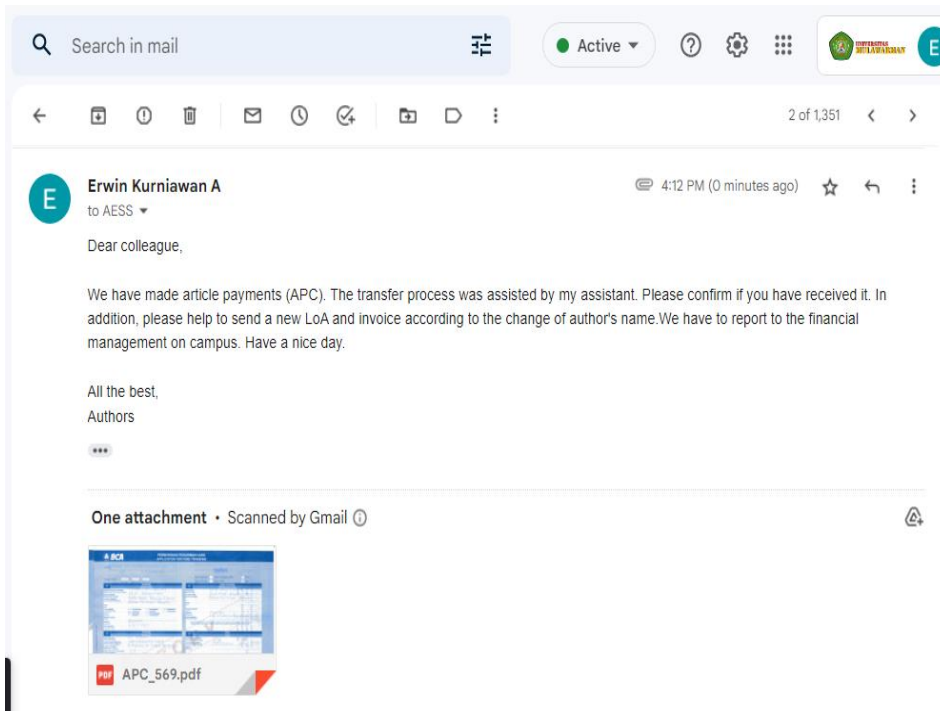 Search in mail
Active
UNIVERSITAS
MULAWARMAN
E
2 of 1,351
E
Erwin Kurniawan A
4:12 PM (0 minutes ago)
to AESS
Dear colleague,
We have made article payments (APC). The transfer process was assisted by my assistant. Please confirm if you have received it. In
addition, please help to send a new LoA and invoice according to the change of author's name.We have to report to the financial
management on campus. Have a nice day.
All the best,
Authors
One attachment • Scanned by Gmail
BCA
PDF APC_569.pdf